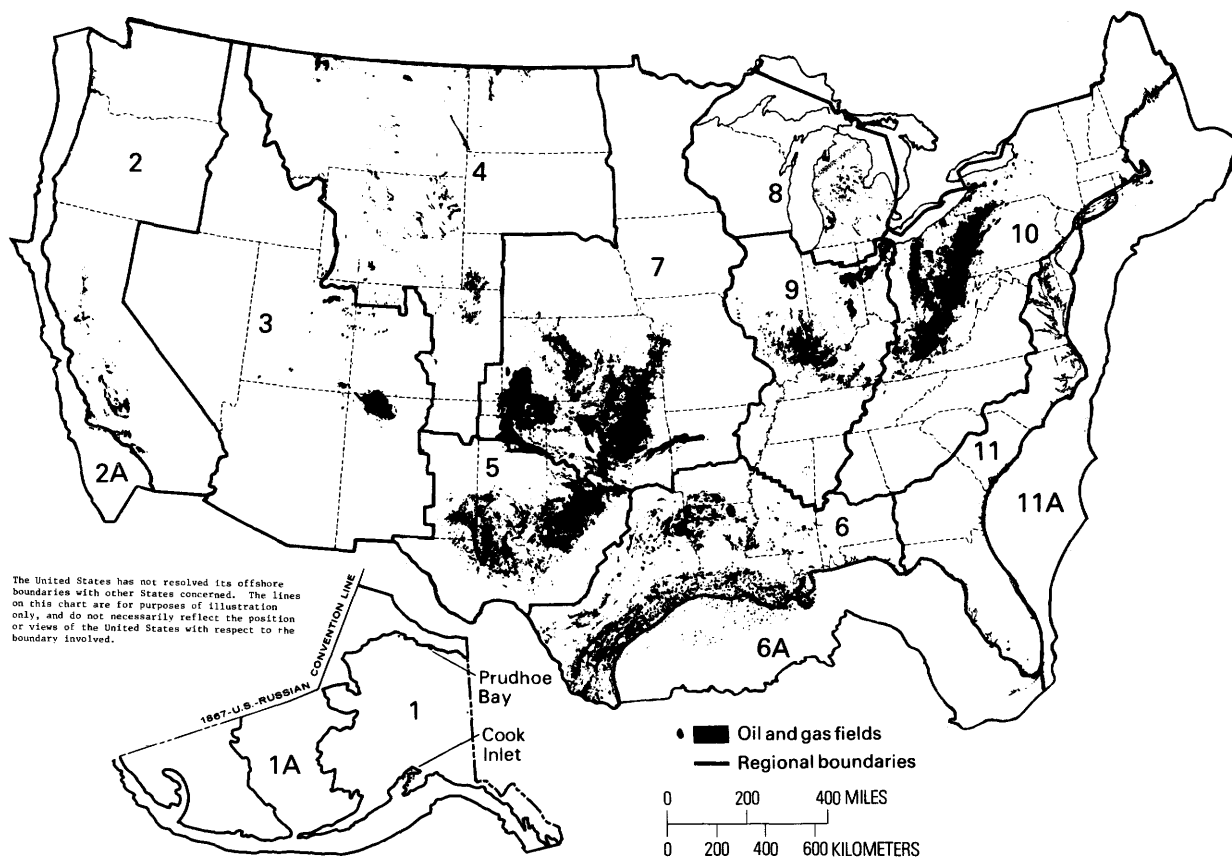 2
4
8
10
7
9
3
2A
5
11
11A
6
6A
The United States has not resolved its offshore
boundaries with other States concerned. The lines
on this chart are for purposes of illustration
only, and do not necessarily reflect the position
or views of the United States with respect to the
boundary involved.
1867-U.S.-RUSSIAN CONVENTION LINE
Prudhoe
Bay
1
Cook
Inlet
1A
Oil and gas fields
Regional boundaries
0 200 400 MILES
0 200 400 600 KILOMETERS